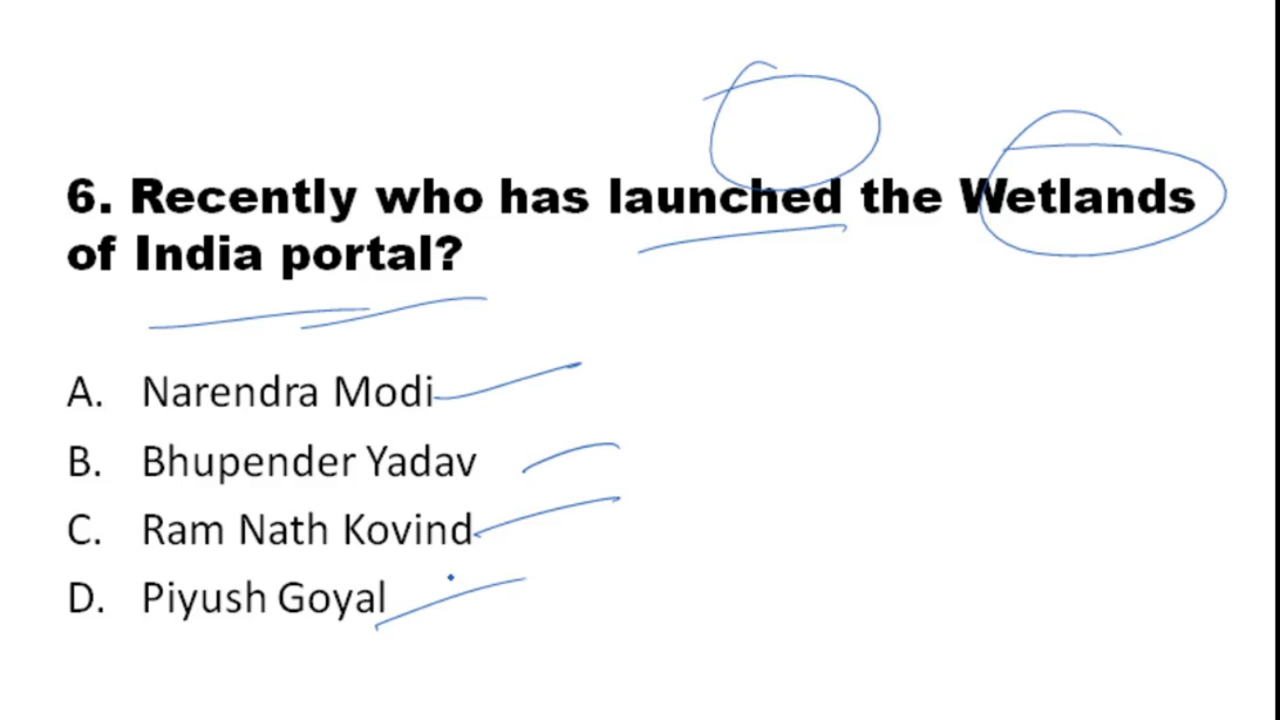 6. Recently who has launched the Wetlands
of India portal?
A. Narendra Modi
B. Bhupender Yadav
C. Ram Nath Kovind
D. Piyush Goyal